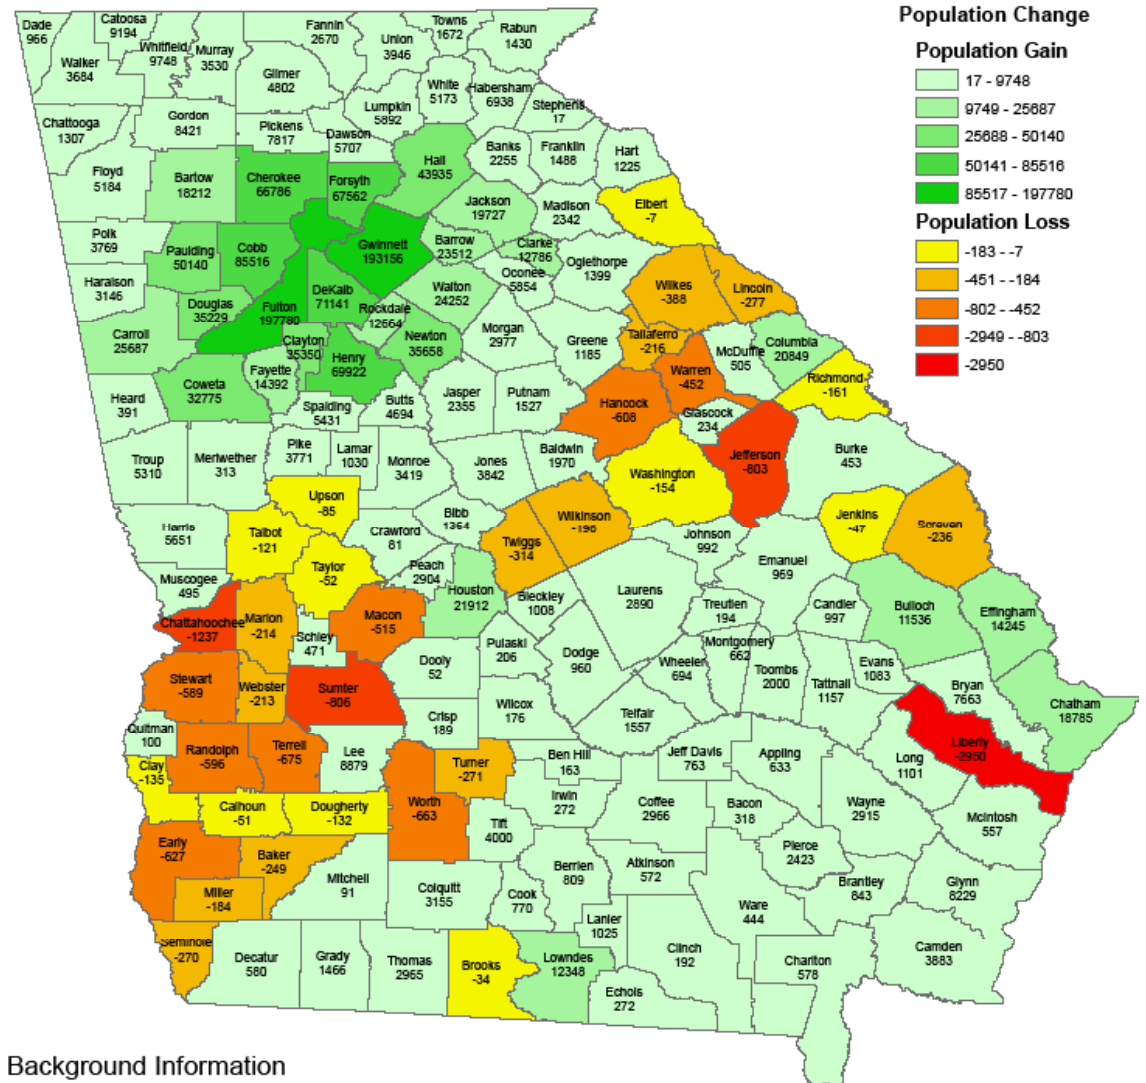 Population Change
Population Gain
17 - 9748
9749 - 25687
25688 - 50140
50141 - 85516
85517 - 197780
Population Loss
-183 - -7
-451 - -184
-802 - -452
-2949 - -803
-2950
Dade
966
Catoosa
9194
Whitfield
9748
Murray
3530
Fannin
2670
Union
3946
Towns
1672
Rabun
1430
Walker
3684
Gilmer
4802
White
5173
Habersham
6938
Stephens
17
Lumpkin
5892
Chattooga
1307
Gordon
8421
Pickens
7817
Dawson
5707
Hall
43935
Banks
2255
Franklin
1488
Hart
1225
Floyd
5184
Bartow
18212
Cherokee
66786
Forsyth
67562
Jackson
19727
Madison
2342
Elbert
-7
Polk
3769
Paulding
50140
Cobb
85516
Gwinnett
193156
Barrow
23512
Clarke
12786
Oconee
5854
Oglethorpe
1399
Wilkes
-388
Lincoln
-277
Haralson
3146
Douglas
35229
Fulton
197780
DeKalb
71141
Rockdale
12664
Walton
24252
Carroll
25687
Clayton
35350
Henry
69922
Newton
35658
Morgan
2977
Greene
1185
Taliaferro
-216
McDuffie
505
Columbia
20849
Warren
-452
Richmond
-161
Coweta
32775
Fayette
14392
Heard
391
Spalding
5431
Butts
4694
Jasper
2355
Putnam
1527
Hancock
-608
Glascock
234
Jefferson
-803
Burke
453
Troup
5310
Meriwether
313
Pike
3771
Lamar
1030
Monroe
3419
Jones
3842
Baldwin
1970
Washington
-154
Upson
-85
Bibb
1364
Wilkinson
-196
Jenkins
-47
Screven
-236
Harris
5651
Talbot
-121
Crawford
81
Twiggs
-314
Johnson
992
Emanuel
969
Taylor
-52
Peach
2904
Houston
21912
Bleckley
1008
Laurens
2890
Muscogee
495
Treutlen
194
Candler
997
Bulloch
11536
Effingham
14245
Chattahoochee
-1237
Marion
-214
Schley
471
Macon
-515
Pulaski
206
Dodge
960
Montgomery
662
Wheeler
694
Toombs
2000
Tattnall
1157
Evans
1083
Bryan
7663
Chatham
18785
Dooly
52
Stewart
-589
Webster
-213
Sumter
-806
Crisp
189
Wilcox
176
Telfair
1557
Quitman
100
Randolph
-596
Terrell
-675
Lee
8879
Turner
-271
Ben Hill
163
Jeff Davis
763
Appling
633
Long
1101
Liberty
-2950
Clay
-135
Calhoun
-51
Dougherty
-132
Worth
-663
Irwin
272
Coffee
2966
Bacon
318
Wayne
2915
McIntosh
557
Tift
4000
Early
-627
Baker
-249
Mitchell
91
Pierce
2423
Miller
-184
Colquitt
3155
Cook
770
Berrien
809
Atkinson
572
Brantley
843
Glynn
8229
Ware
444
Lanier
1025
Seminole
-270
Decatur
580
Grady
1466
Thomas
2965
Brooks
-34
Lowndes
12348
Clinch
192
Charlton
578
Camden
3883
Echols
272
Background Information